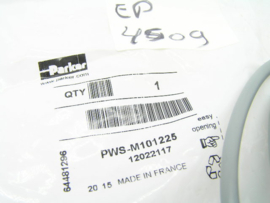 EP
4509
Parker
QTY
1
easy
opening
PWS-M101225
12022117
64481296
20 15 MADE IN FRANCE